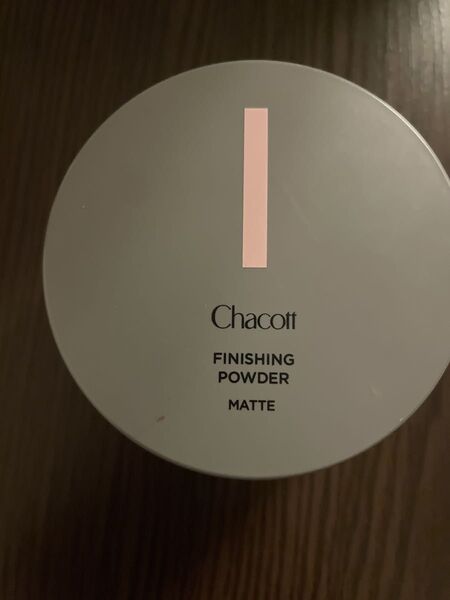 Chacott
FINISHING
POWDER
MATTE